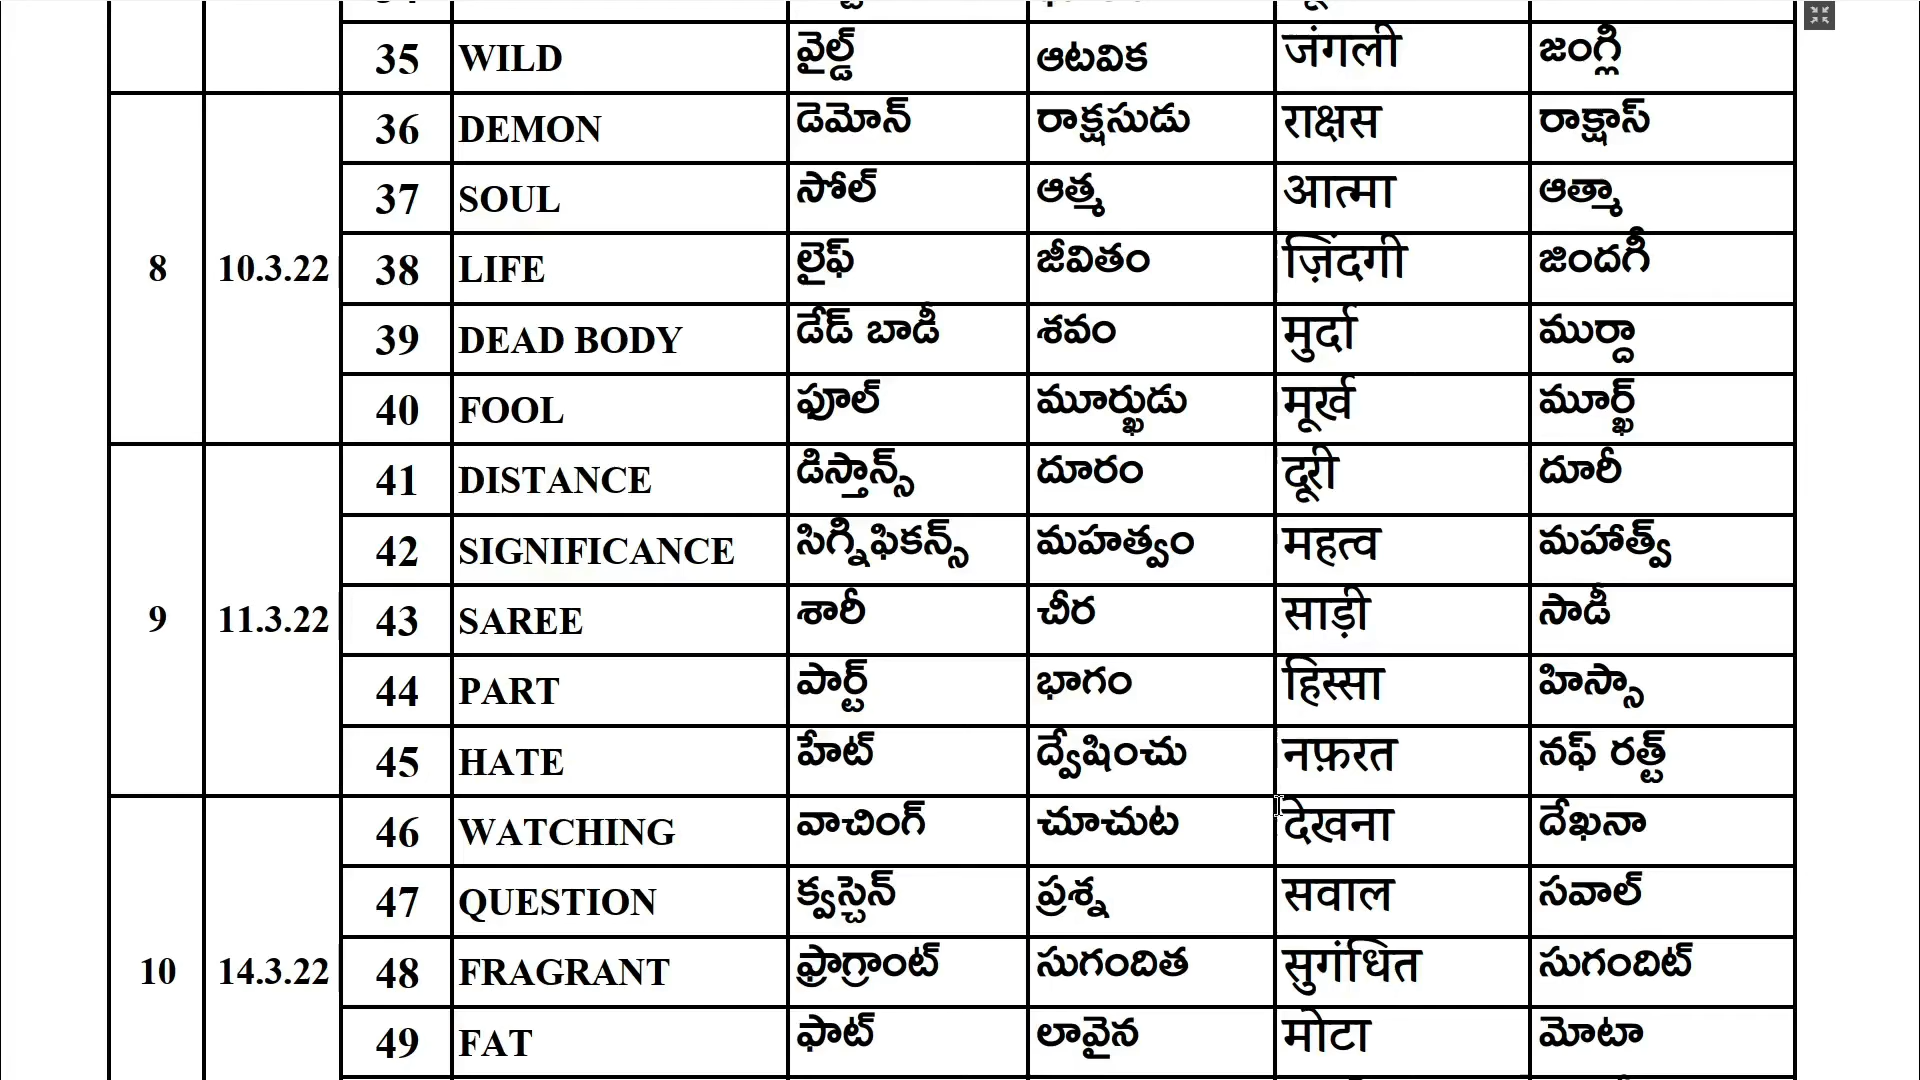 35 WILD వైల్డ్ ఆటవిక जंगली జంగ్లీ
36 DEMON డెమోన్ రాక్షసుడు राक्षस రాక్షాస్
37 SOUL సోల్ ఆత్మ आत्मा ఆత్మా
8 10.3.22 38 LIFE లైఫ్ జీవితం ज़िंदगी జిందగీ
39 DEAD BODY డేడ్ బాడీ శవం मुर्दा ముర్దా
40 FOOL ఫూల్ మూర్ఖుడు मूर्ख మూర్ఖ్
41 DISTANCE డిస్తాన్స్ దూరం दूरी దూరీ
42 SIGNIFICANCE సిగ్నిఫికన్స్ మహత్వం महत्व మహాత్వ్
9 11.3.22 43 SAREE శారీ చీర साड़ी సాడీ
44 PART పార్ట్ భాగం हिस्सा హిస్సా
45 HATE హేట్ ద్వేషించు नफ़रत నఫ్ రత్ట్
46 WATCHING వాచింగ్ చూచుట देखना దేఖనా
47 QUESTION క్వస్చెన్ ప్రశ్న सवाल సవాల్
10 14.3.22 48 FRAGRANT ఫ్రాగ్రాంట్ సుగందిత सुगंधित సుగందిట్
49 FAT ఫాట్ లావైన मोटा మోటా